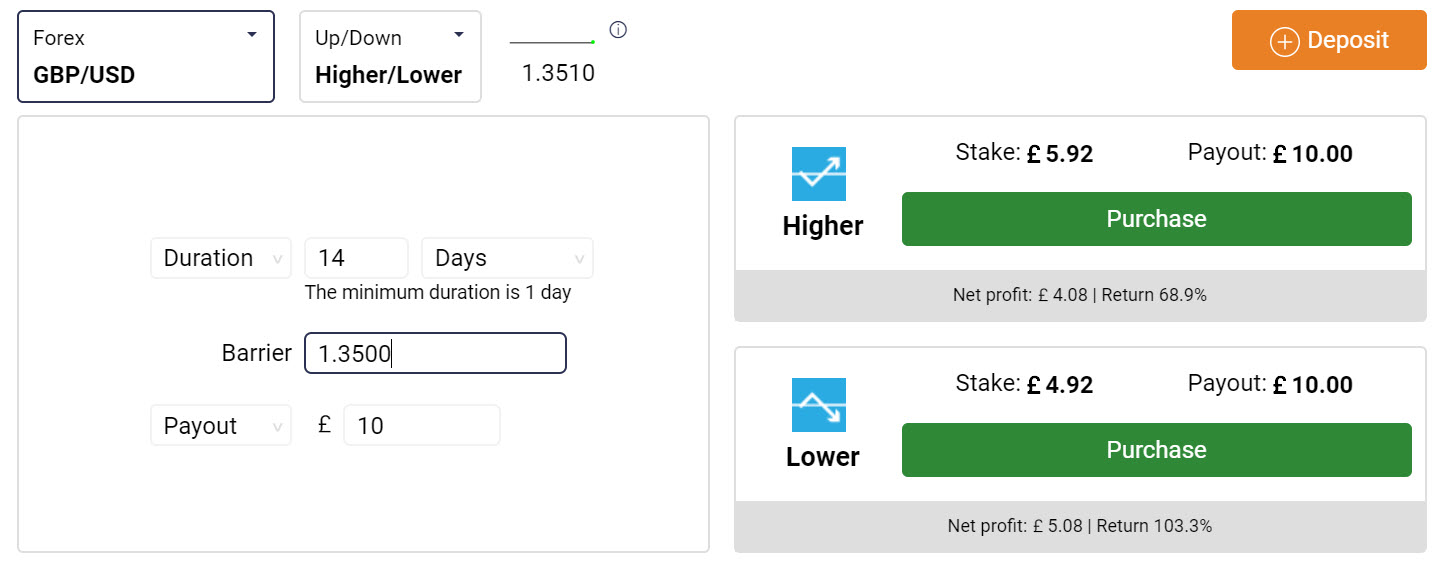 Forex
GBP/USD
Up/Down
Higher/Lower
1.3510
Deposit
Duration
14
Days
The minimum duration is 1 day
Barrier
1.3500
Payout
£
10
Stake: £ 5.92
Payout: £ 10.00
Higher
Purchase
Net profit: £ 4.08 | Return 68.9%
Stake: £ 4.92
Payout: £ 10.00
Lower
Purchase
Net profit: £ 5.08 | Return 103.3%